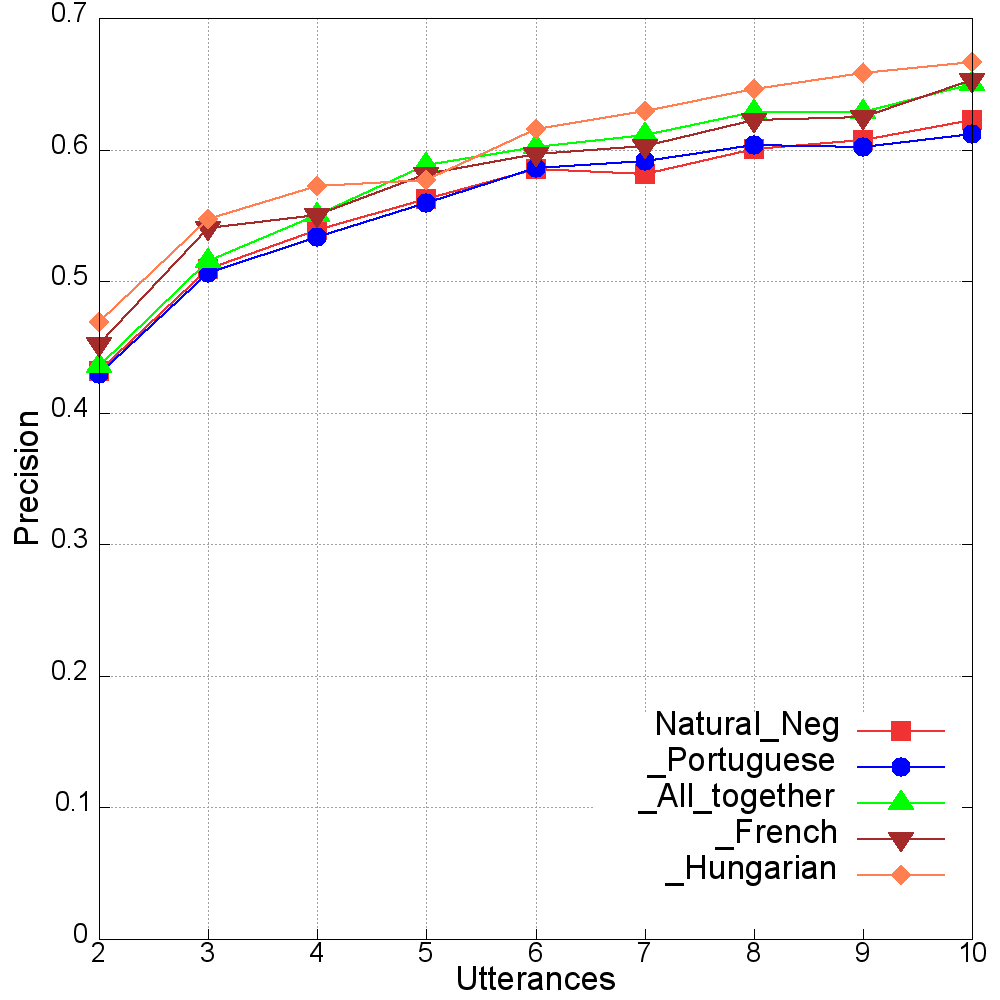 0.7
0.6
0.5
0.4
0.3
0.2
0.1
0
Precision
2 3 4 5 6 7 8 9 10
Utterances
Natural_Neg
_Portuguese
_All_together
_French
_Hungarian